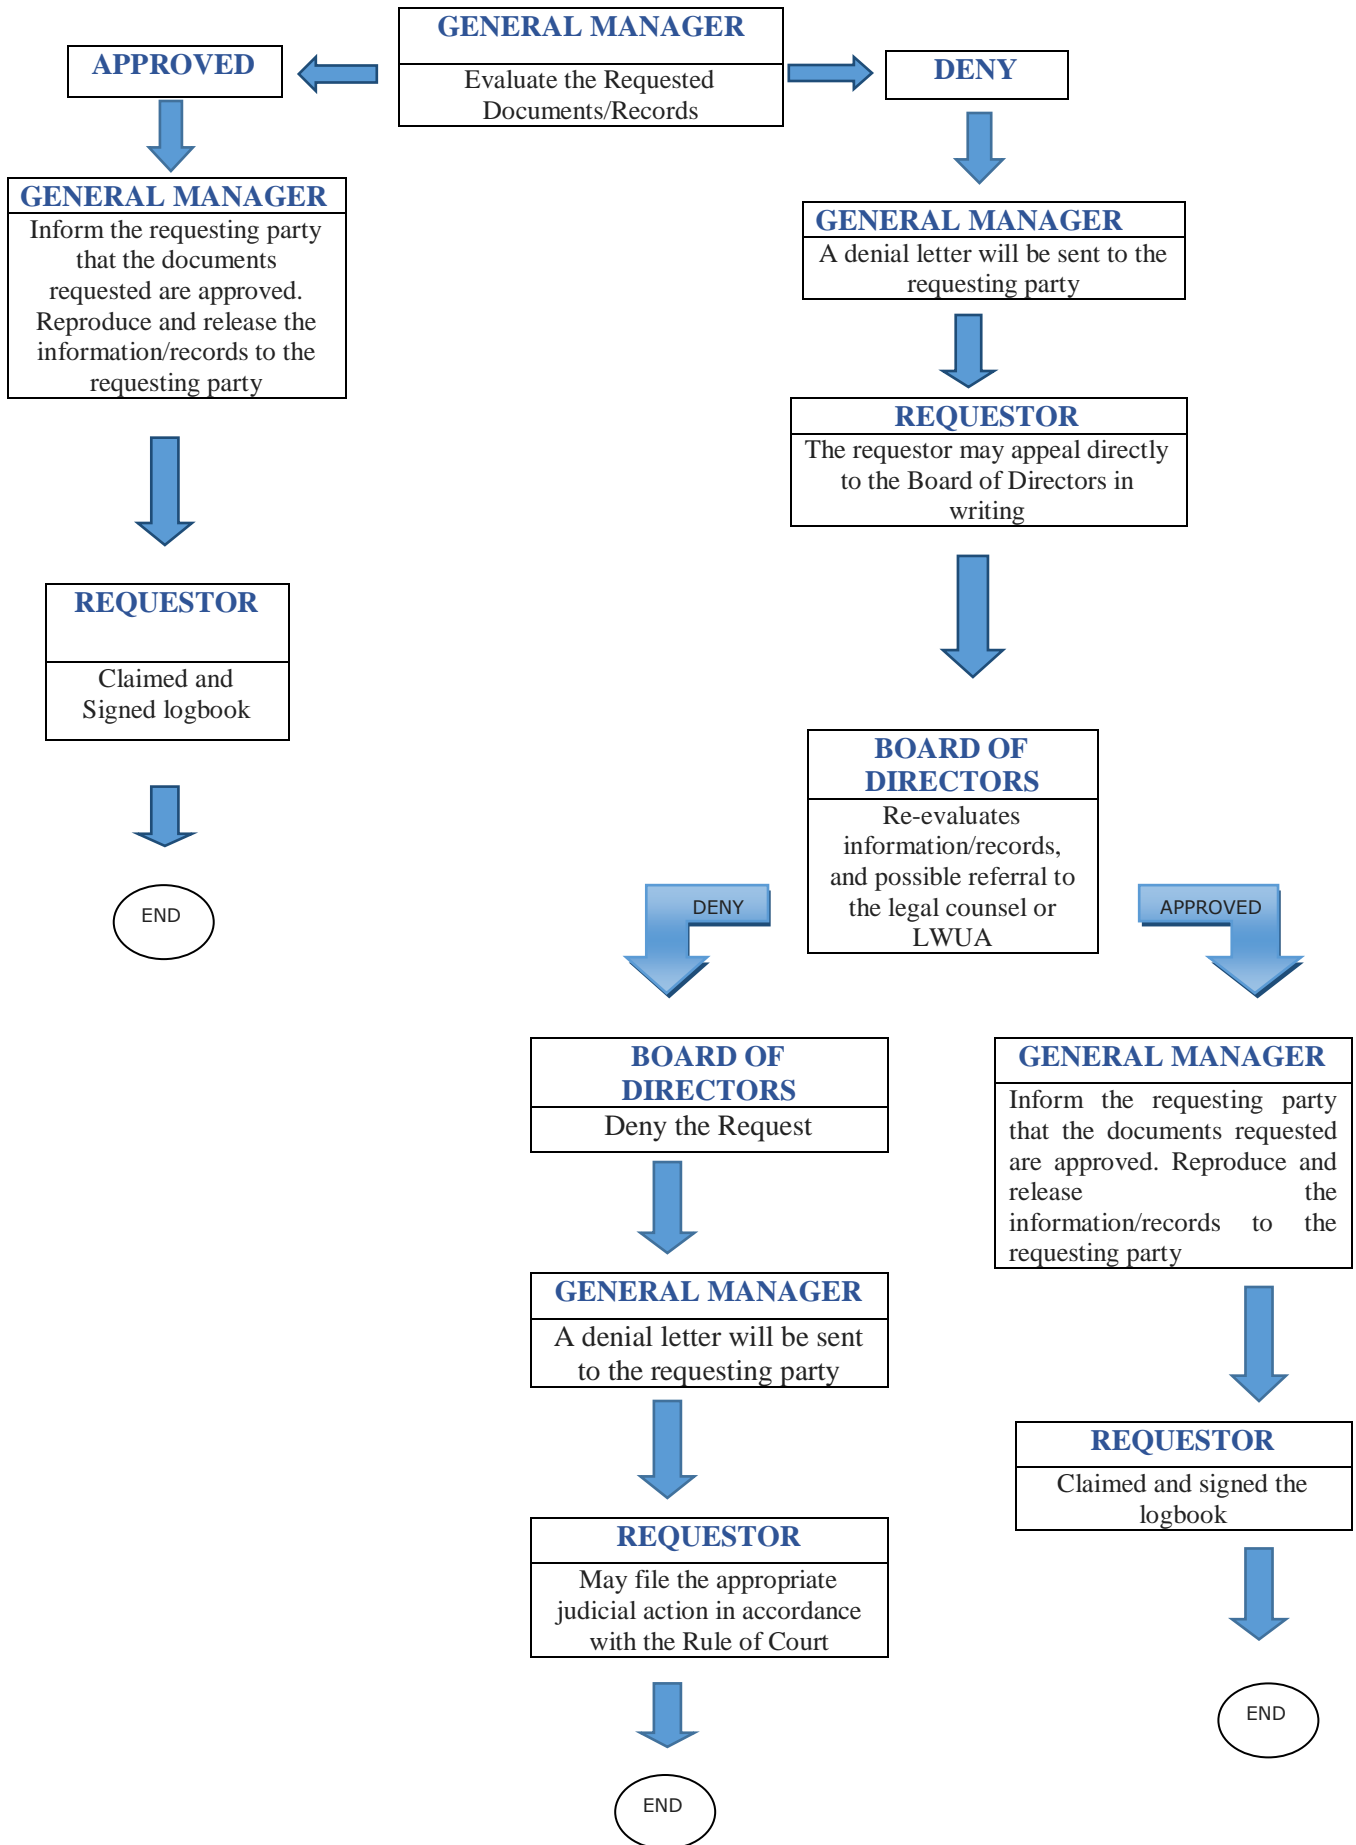 GENERAL MANAGER
Evaluate the Requested
Documents/Records
APPROVED
DENY
GENERAL MANAGER
Inform the requesting party
that the documents
requested are approved.
Reproduce and release the
information/records to the
requesting party
GENERAL MANAGER
A denial letter will be sent to the
requesting party
REQUESTOR
The requestor may appeal directly
to the Board of Directors in
writing
REQUESTOR
Claimed and
Signed logbook
END
BOARD OF
DIRECTORS
Re-evaluates
information/records,
and possible referral to
the legal counsel or
LWUA
DENY
APPROVED
BOARD OF
DIRECTORS
Deny the Request
GENERAL MANAGER
A denial letter will be sent
to the requesting party
REQUESTOR
May file the appropriate
judicial action in accordance
with the Rule of Court
END
GENERAL MANAGER
Inform the requesting party
that the documents requested
are approved. Reproduce and
release the
information/records to the
requesting party
REQUESTOR
Claimed and signed the
logbook
END